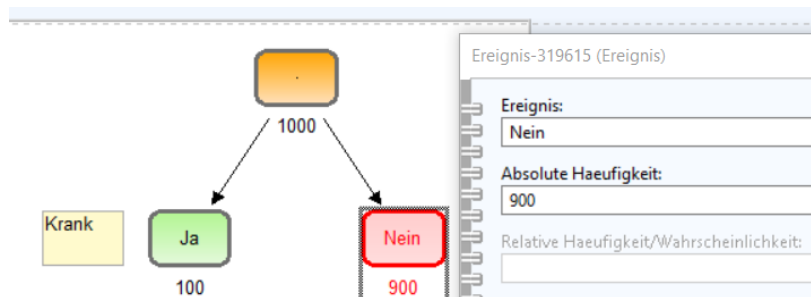 Ereignis-319615 (Ereignis)
.
1000
Ereignis:
Nein
Absolute Haeufigkeit:
900
Krank
Ja
Nein
Relative Haeufigkeit/Wahrscheinlichkeit:
100
900